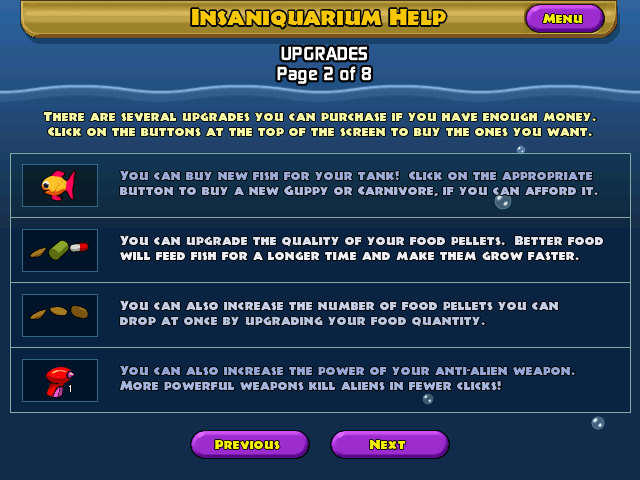 Insaniquarium Help
Menu
UPGRADES
Page 2 of 8
There are several upgrades you can purchase if you have enough money.
Click on the buttons at the top of the screen to buy the ones you want.
You can buy new fish for your tank! Click on the appropriate
button to buy a new Guppy or Carnivore, if you can afford it.
You can upgrade the quality of your food pellets. Better food
will feed fish for a longer time and make them grow faster.
You can also increase the number of food pellets you can
drop at once by upgrading your food quantity.
1
You can also increase the power of your anti-alien weapon.
More powerful weapons kill aliens in fewer clicks!
Previous
Next